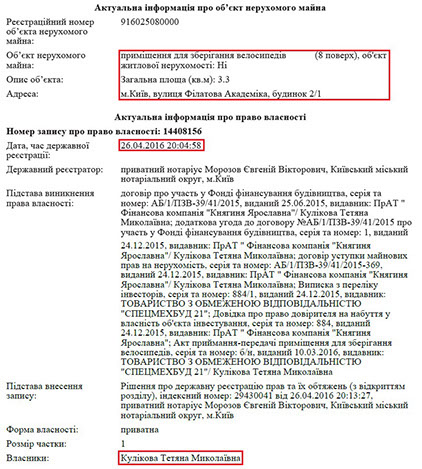 Актуальна інформація про об'єкт нерухомого майна
Реєстраційний номер 916025080000
об'єкта нерухомого
майна:
Об'єкт нерухомого приміщення для зберігання велосипедів (8 поверх), об'єкт
майна: житлової нерухомості: Ні
Опис об'єкта: Загальна площа (кв.м): 3.3
Адреса: м.Київ, вулиця Філатова Академіка, будинок 2/1
Актуальна інформація про право власності
Номер запису про право власності: 14408156
Дата, час державної 26.04.2016 20:04:58
реєстрації:
Державний реєстратор: приватний нотаріус Морозов Євгеній Вікторович, Київський міський
нотаріальний округ, м.Київ
Підстава виникнення договір про участь у Фонді фінансування будівництва, серія та
права власності: номер: АБ/1/ПЗВ-39/41/2015, виданий 25.06.2015, видавник: ПрАТ "
Фінансова компанія "Княгиня Ярославна"/ Кулікова Тетяна
Миколаївна; додаткова угода до договору №АБ/1/ПЗВ-39/41/2015 про
участь у Фонді фінансування будівництва, серія та номер: 1, виданий
24.12.2015, видавник: ПрАТ " Фінансова компанія "Княгиня
Ярославна"/ Кулікова Тетяна Миколаївна; договір уступки майнових
прав на нерухомість, серія та номер: АБ/1/ПЗВ-39/41/2015-369,
виданий 24.12.2015, видавник: ПрАТ " Фінансова компанія "Княгиня
Ярославна"/ Кулікова Тетяна Миколаївна; Виписка з переліку
інвесторів, серія та номер: 884/1, виданий 24.12.2015, видавник:
ТОВАРИСТВО З ОБМЕЖЕНОЮ ВІДПОВІДАЛЬНІСТЮ
"СПЕЦМЕХБУД 21"; Довідка про право довірителя на набуття у
власність об'єкта інвестування, серія та номер: 884, виданий
24.12.2015, видавник: ПрАТ " Фінансова компанія "Княгиня
Ярославна"; Акт приймання-передачі приміщення для зберігання
велосипедів, серія та номер: б/н, виданий 10.03.2016, видавник:
ТОВАРИСТВО З ОБМЕЖЕНОЮ ВІДПОВІДАЛЬНІСТЮ
"СПЕЦМЕХБУД 21"/ Кулікова Тетяна Миколаївна
Підстава внесення Рішення про державну реєстрацію прав та їх обтяжень (з відкриттям
запису: розділу), індексний номер: 29430041 від 26.04.2016 20:13:27,
приватний нотаріус Морозов Євгеній Вікторович, Київський міський
нотаріальний округ, м.Київ
Форма власності: приватна
Розмір частки: 1
Власники: Кулікова Тетяна Миколаївна